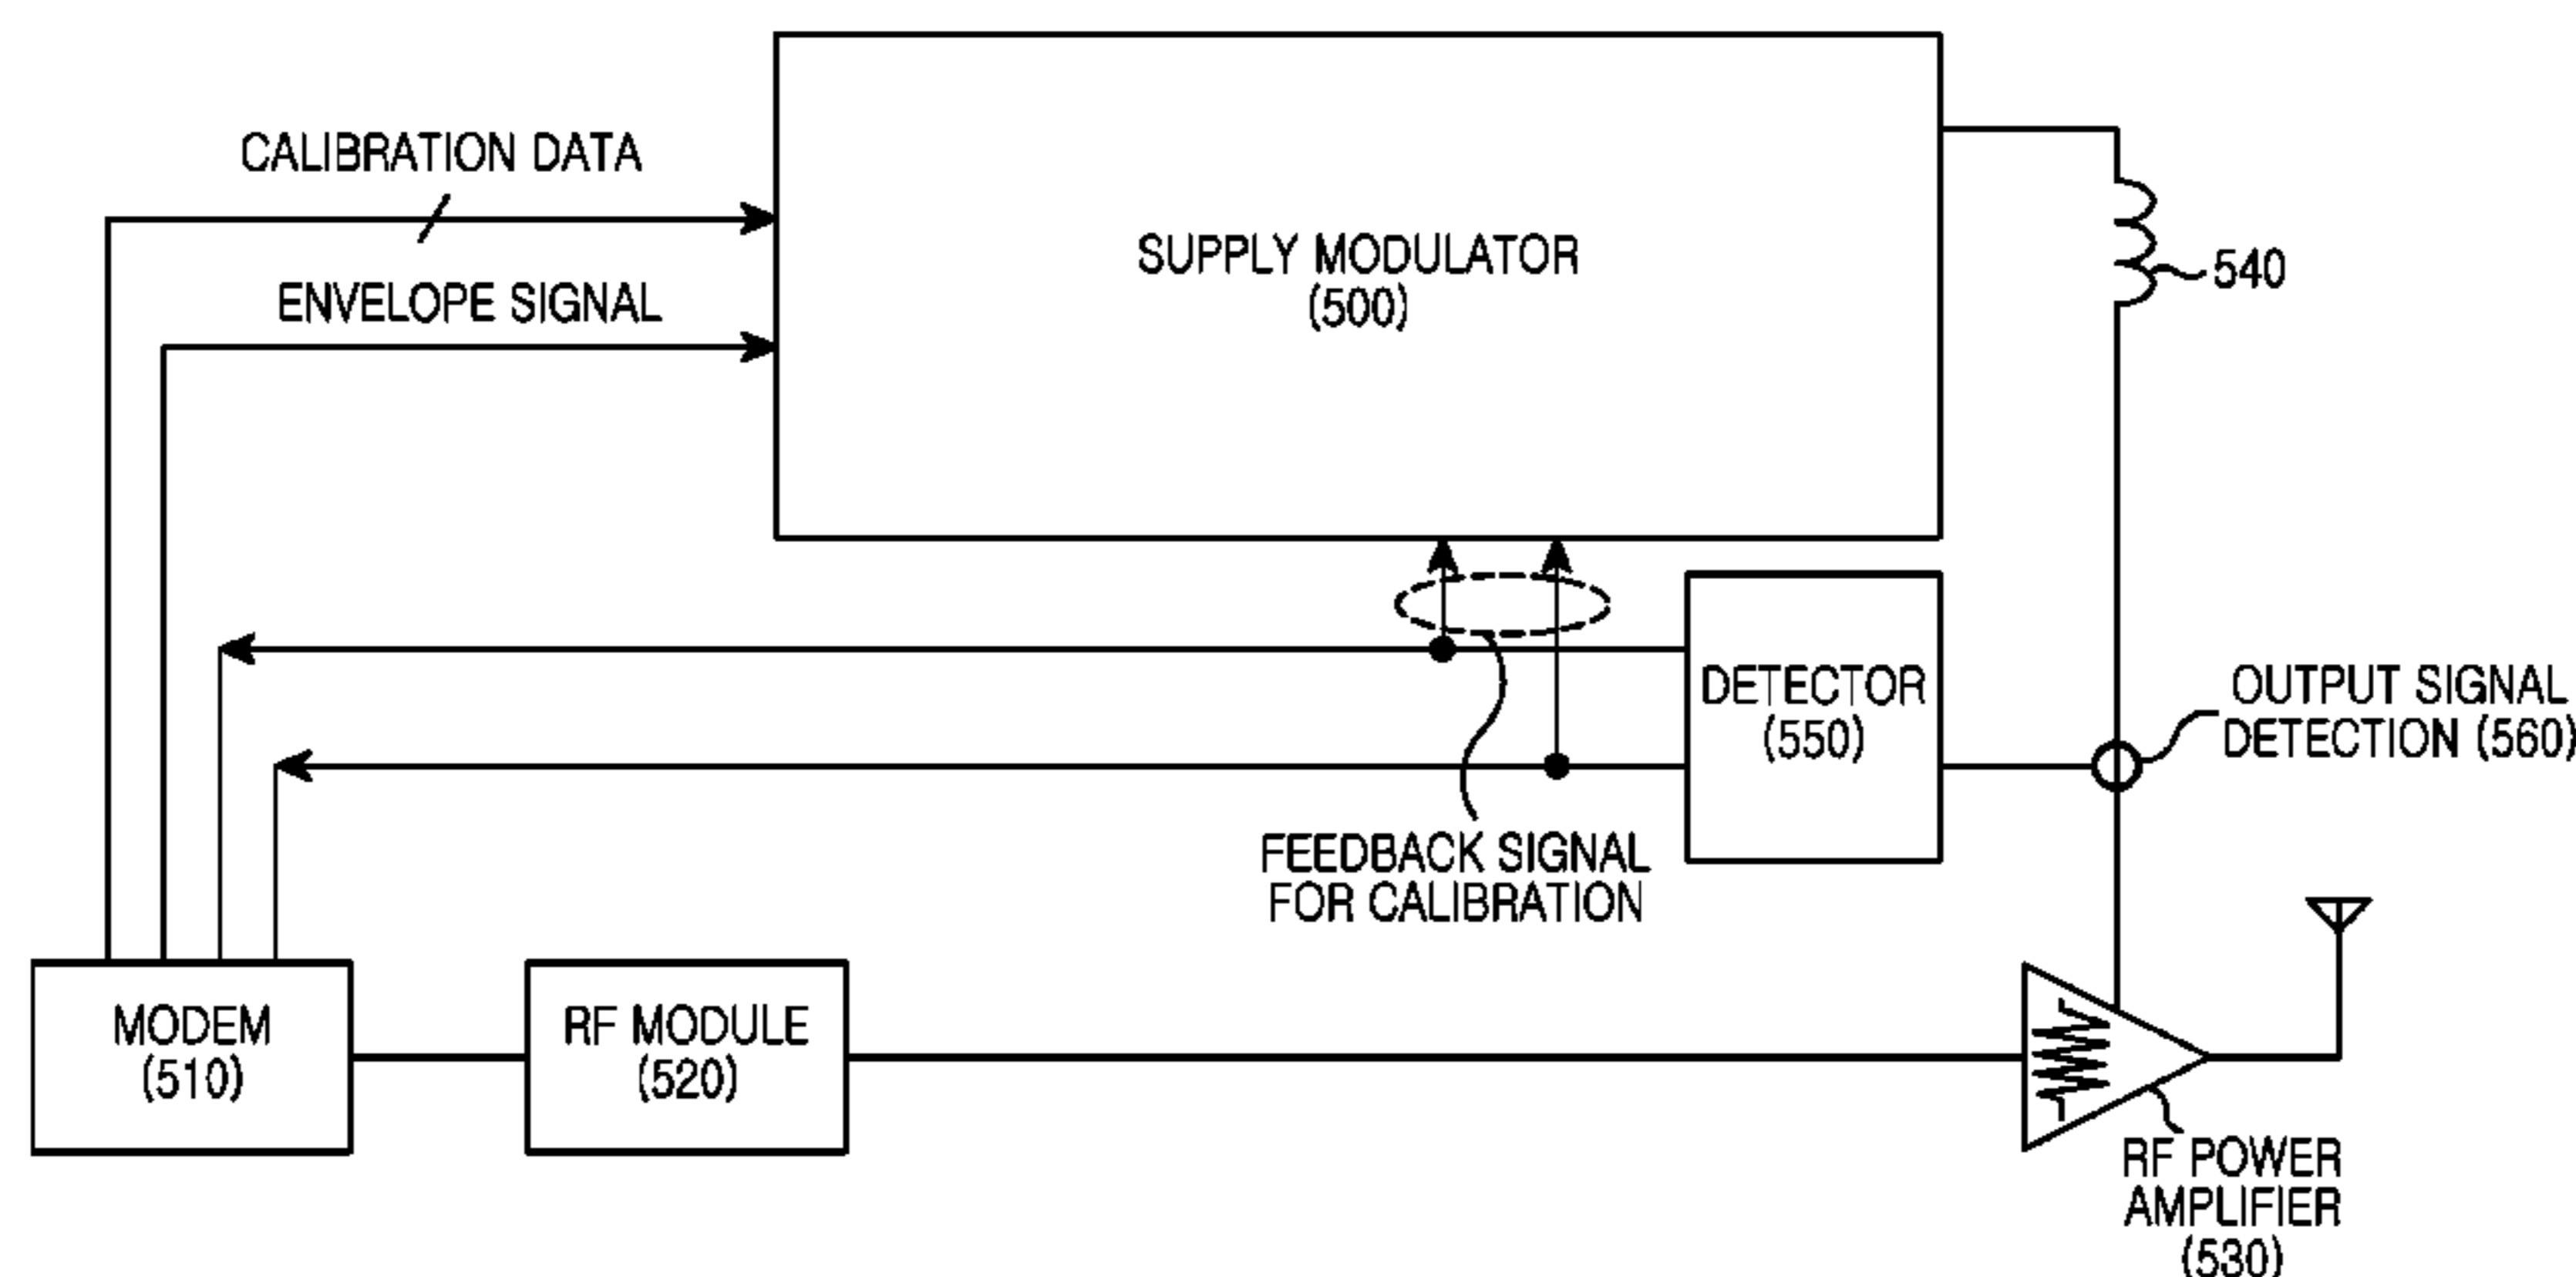 CALIBRATION DATA
ENVELOPE SIGNAL
SUPPLY MODULATOR
(500)
540
DETECTOR
(550)
OUTPUT SIGNAL
DETECTION (560)
FEEDBACK SIGNAL
FOR CALIBRATION
MODEM
(510)
RF MODULE
(520)
RF POWER
AMPLIFIER
(530)